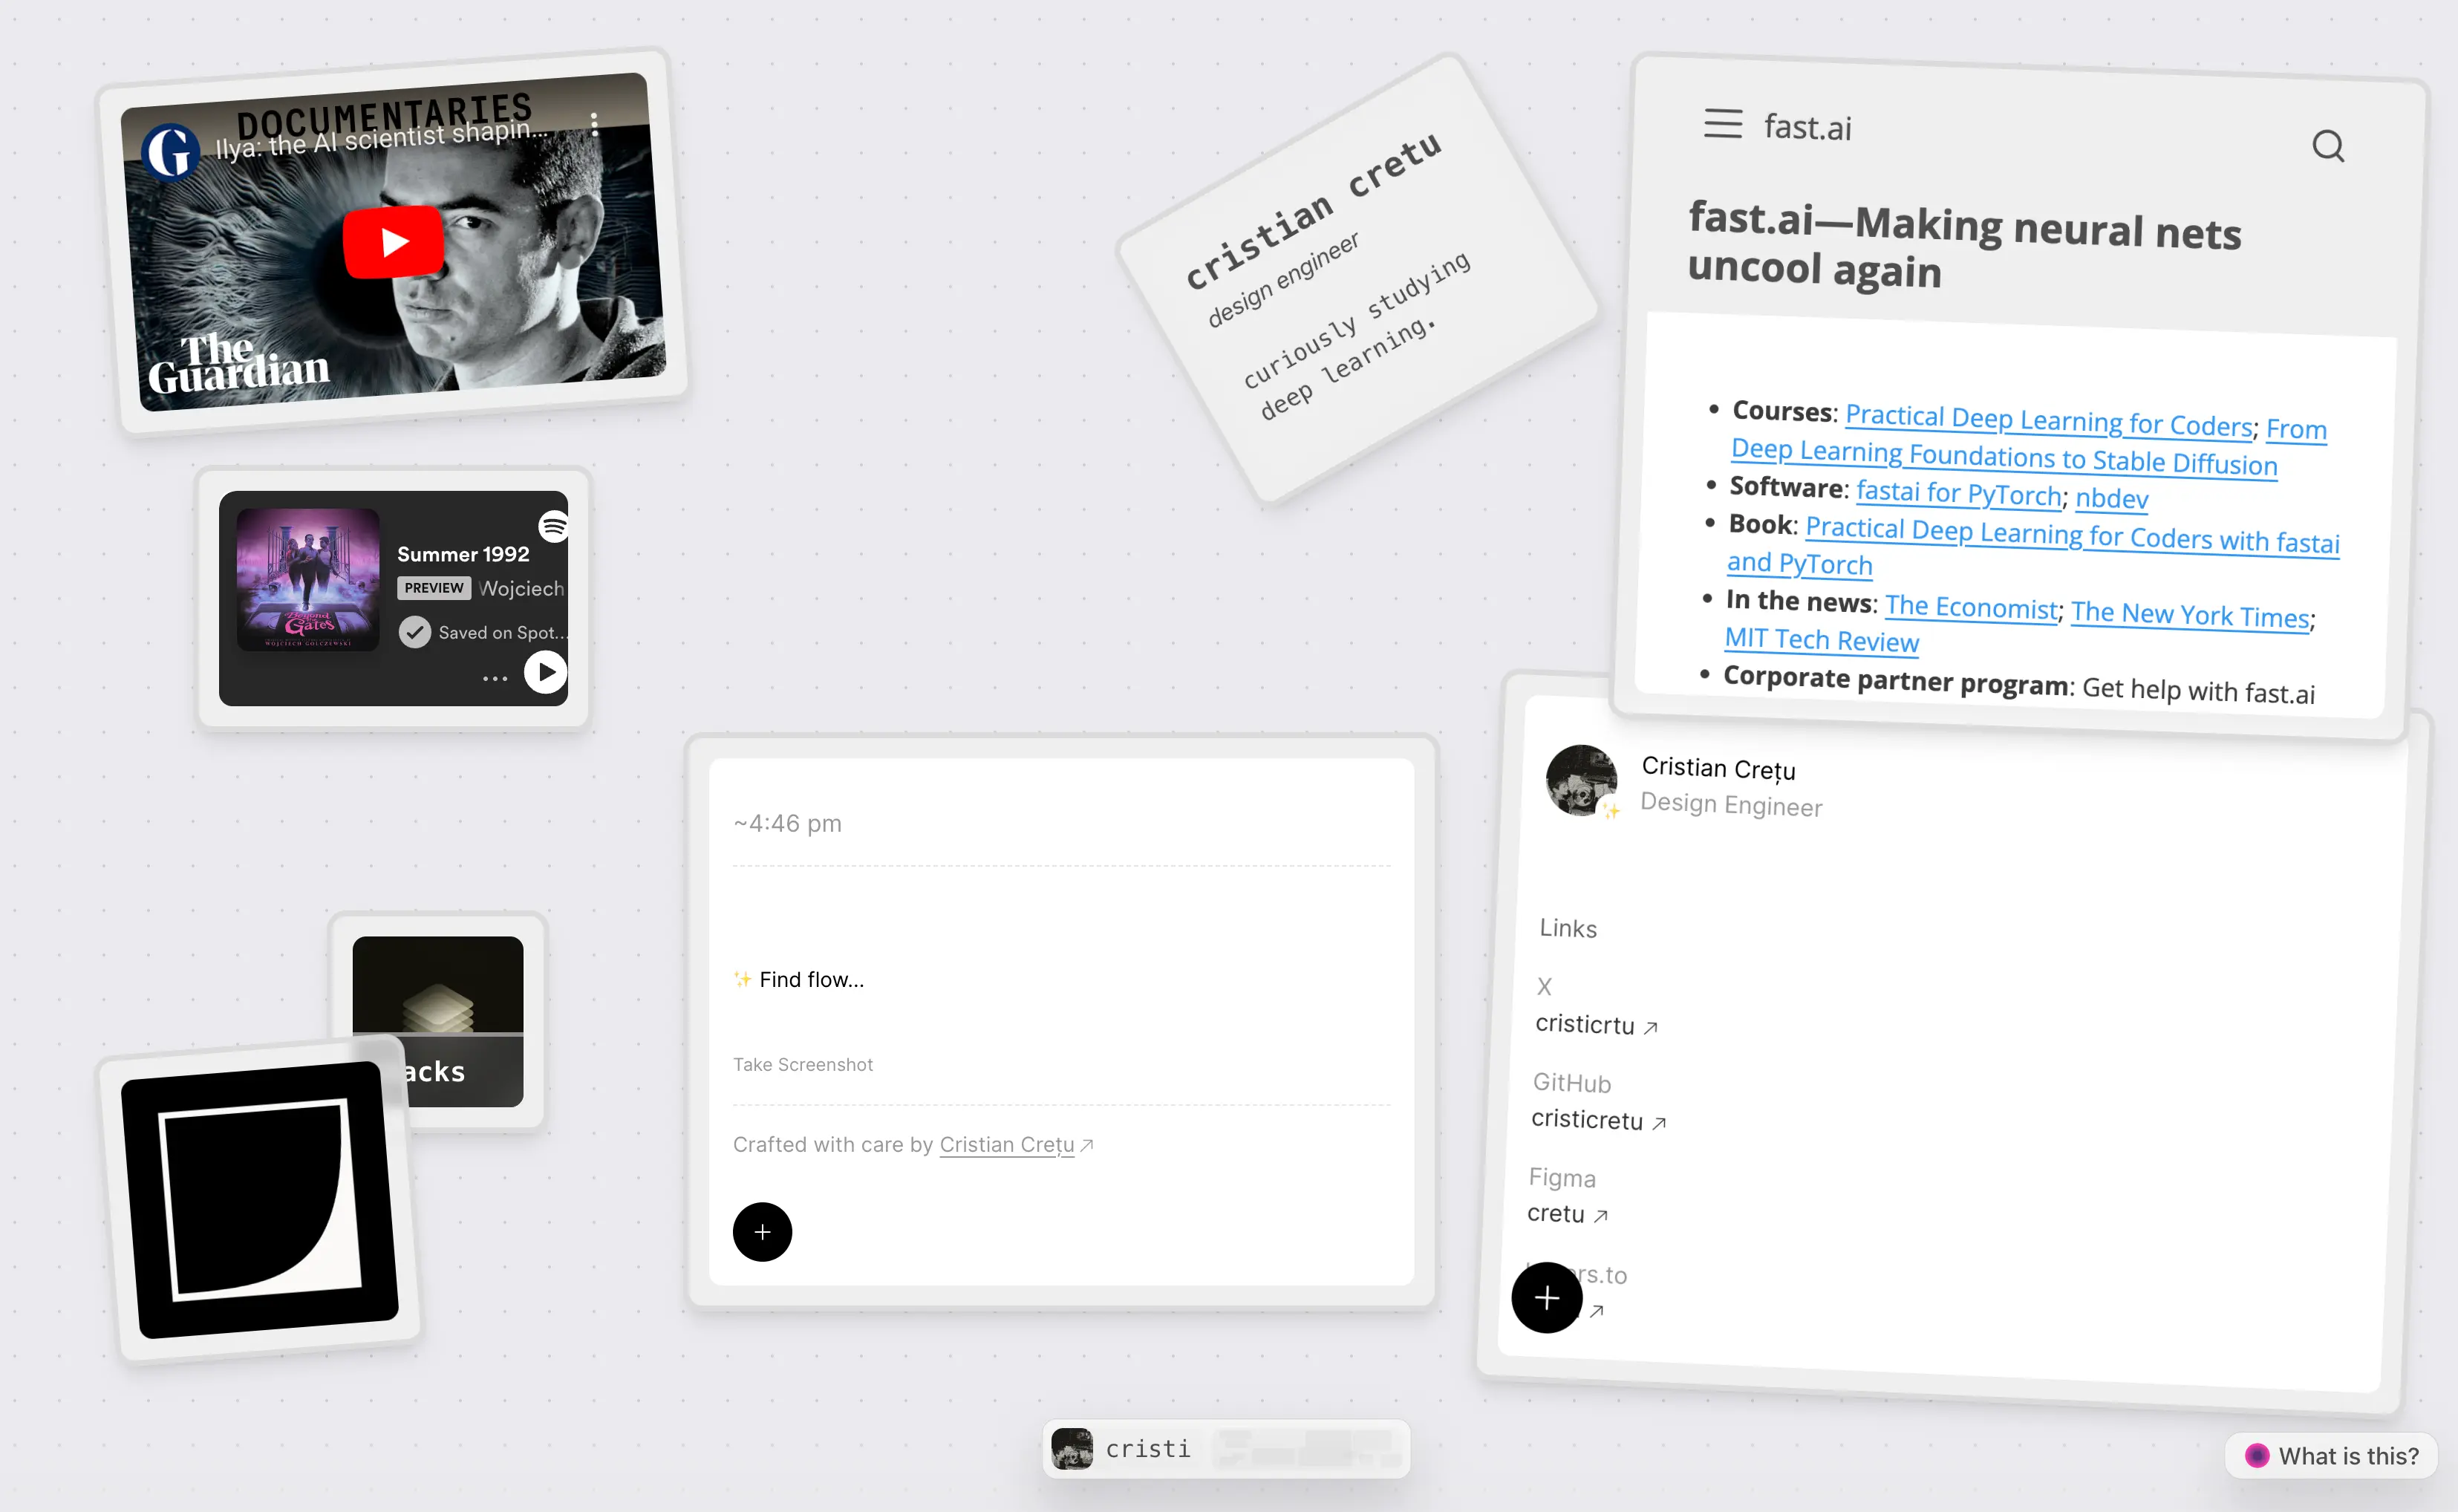 DOCUMENTARIES
Ilya: the AI scientist shapin...
The
Guardian
Summer 1992
PREVIEW Wojciech
Saved on Spot...
Beyond
Gates
WOJCIECH GOLCZEWSKI
acks
cristian cretu
design engineer
curiously studying
deep learning.
fast.ai
fast.ai—Making neural nets
uncool again
• Courses: Practical Deep Learning for Coders; From
Deep Learning Foundations to Stable Diffusion
• Software: fastai for PyTorch; nbdev
• Book: Practical Deep Learning for Coders with fastai
and PyTorch
• In the news: The Economist; The New York Times;
MIT Tech Review
• Corporate partner program: Get help with fast.ai
~4:46 pm
✨ Find flow...
Take Screenshot
Crafted with care by Cristian Crețu ↗
Cristian Crețu
Design Engineer
Links
X
cristicrtu ↗
GitHub
cristicretu ↗
Figma
cretu ↗
rs.to
↗
cristi
What is this?